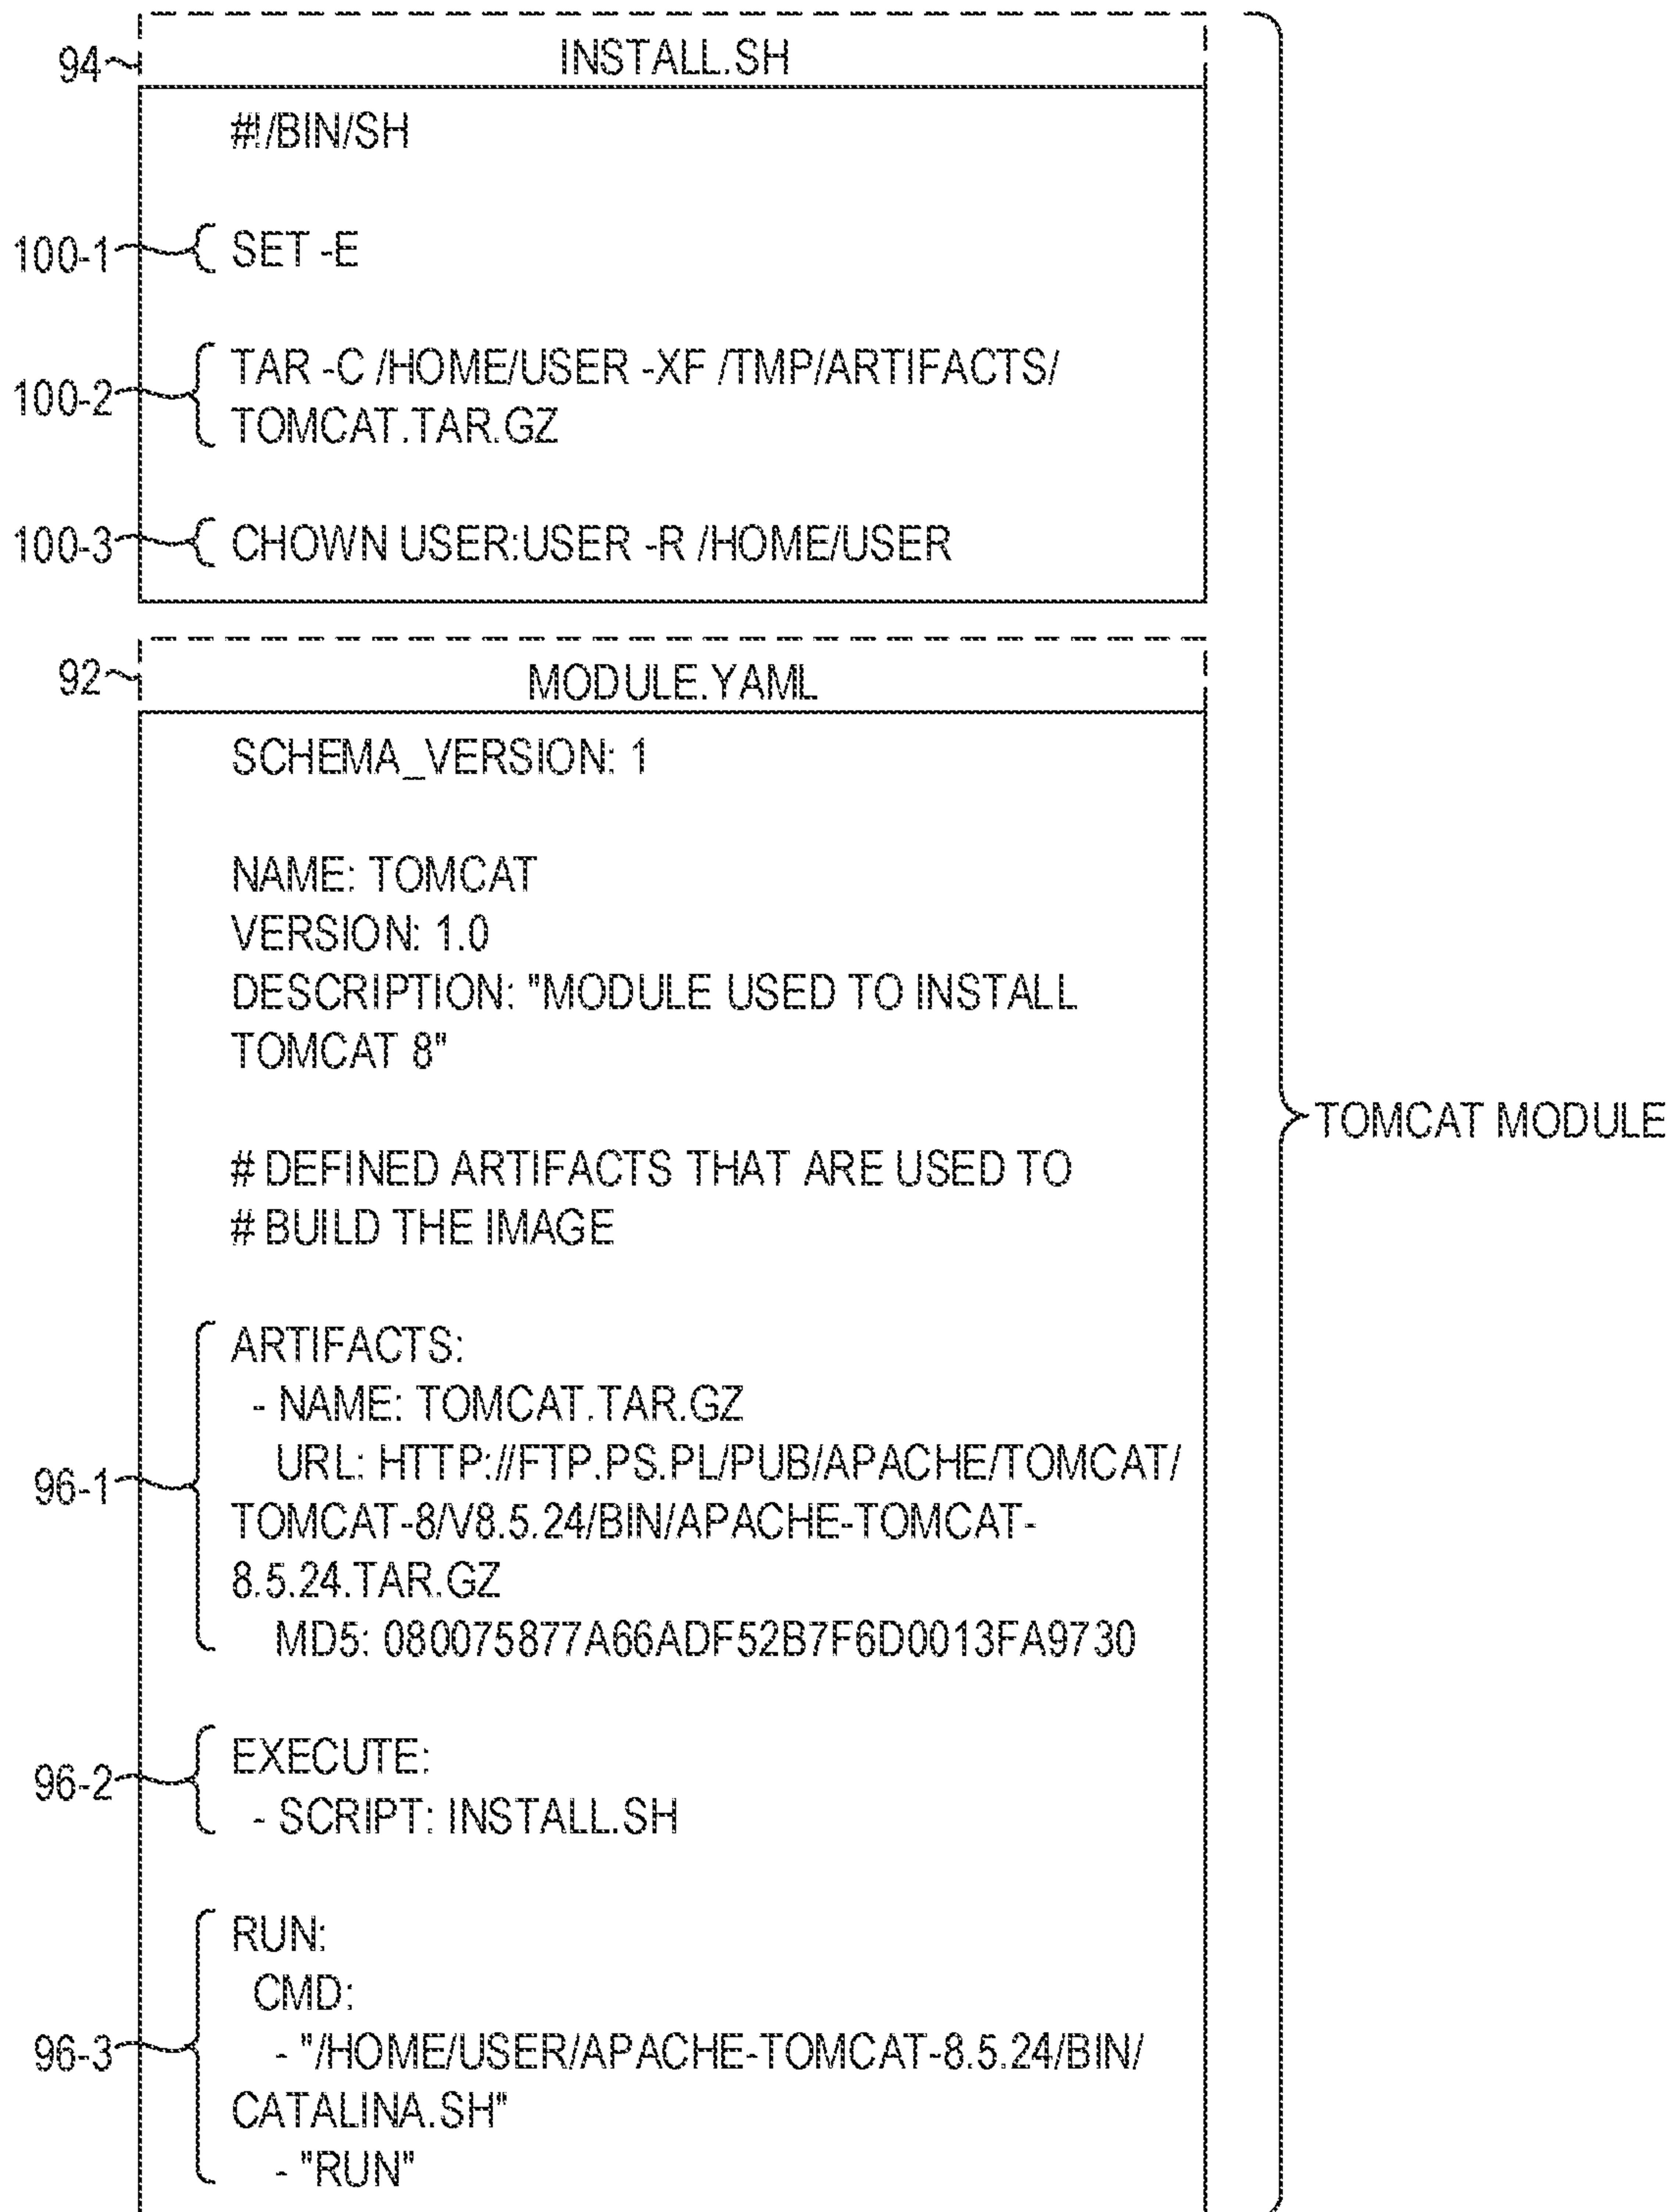 94
INSTALL.SH
#!/BIN/SH
100-1
SET -E
100-2
TAR -C /HOME/USER -XF /TMP/ARTIFACTS/
TOMCAT.TAR.GZ
100-3
CHOWN USER:USER -R /HOME/USER
92
MODULE.YAML
SCHEMA_VERSION: 1
NAME: TOMCAT
VERSION: 1.0
DESCRIPTION: "MODULE USED TO INSTALL
TOMCAT 8"
TOMCAT MODULE
# DEFINED ARTIFACTS THAT ARE USED TO
# BUILD THE IMAGE
96-1
ARTIFACTS:
- NAME: TOMCAT.TAR.GZ
URL: HTTP://FTP.PS.PL/PUB/APACHE/TOMCAT/
TOMCAT-8/V8.5.24/BIN/APACHE-TOMCAT-
8.5.24.TAR.GZ
MD5: 080075877A66ADF52B7F6D0013FA9730
96-2
EXECUTE:
- SCRIPT: INSTALL.SH
96-3
RUN:
CMD:
- "/HOME/USER/APACHE-TOMCAT-8.5.24/BIN/
CATALINA.SH"
- "RUN"